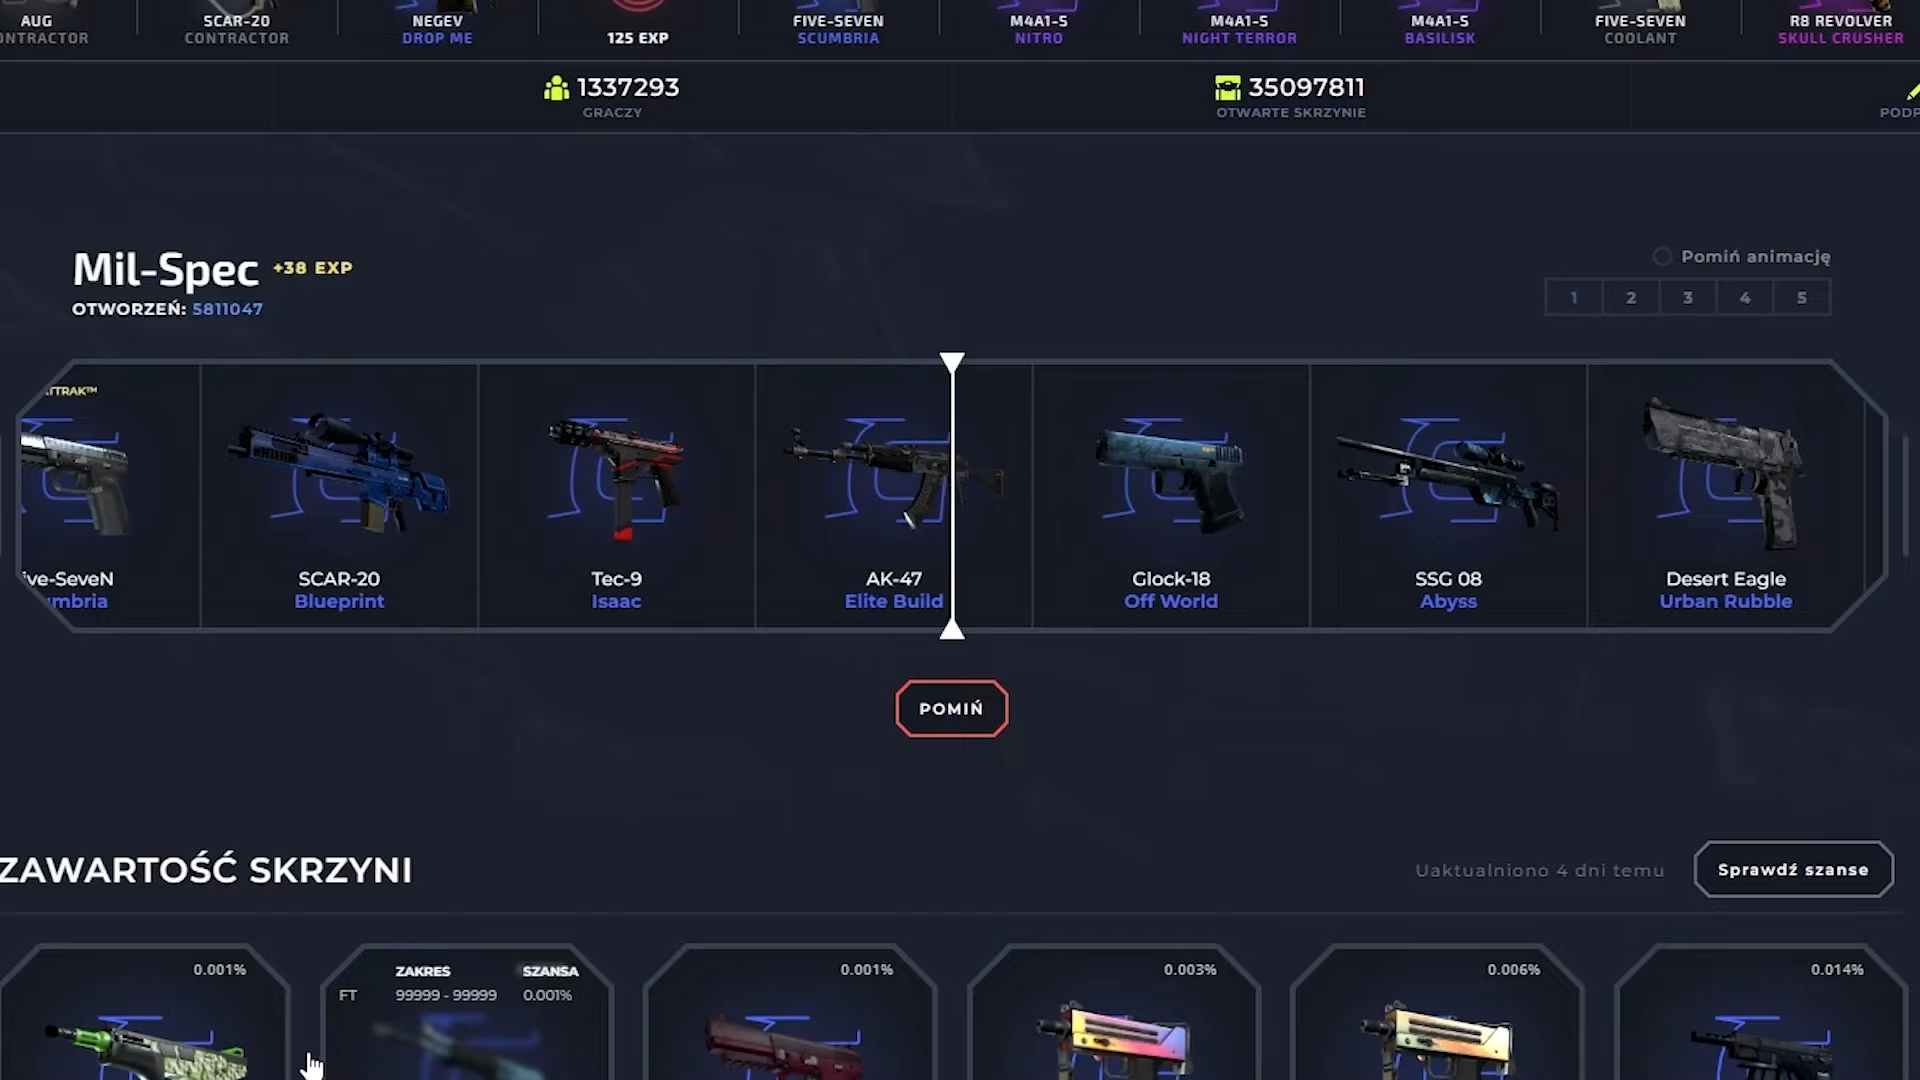 AUG
ONTRACTOR
SCAR-20
CONTRACTOR
NEGEV
DROP ME
125 EXP
FIVE-SEVEN
SCUMBRIA
M4A1-S
NITRO
M4A1-S
NIGHT TERROR
M4A1-S
BASILISK
FIVE-SEVEN
COOLANT
R8 REVOLVER
SKULL CRUSHER
1337293
GRACZY
35097811
OTWARTE SKRZYNIE
PODP
Mil-Spec +38 EXP
OTWORZEŃ: 5811047
Pomiń animację
1 2 3 4 5
TTRAK™
ive-SeveN
mbria
SCAR-20
Blueprint
Tec-9
Isaac
AK-47
Elite Build
Glock-18
Off World
SSG 08
Abyss
Desert Eagle
Urban Rubble
POMIŃ
ZAWARTOŚĆ SKRZYNI
Uaktualniono 4 dni temu
Sprawdź szanse
0.001%
ZAKRES SZANSA
FT 99999 - 99999 0.001%
0.001%
0.003%
0.006%
0.014%